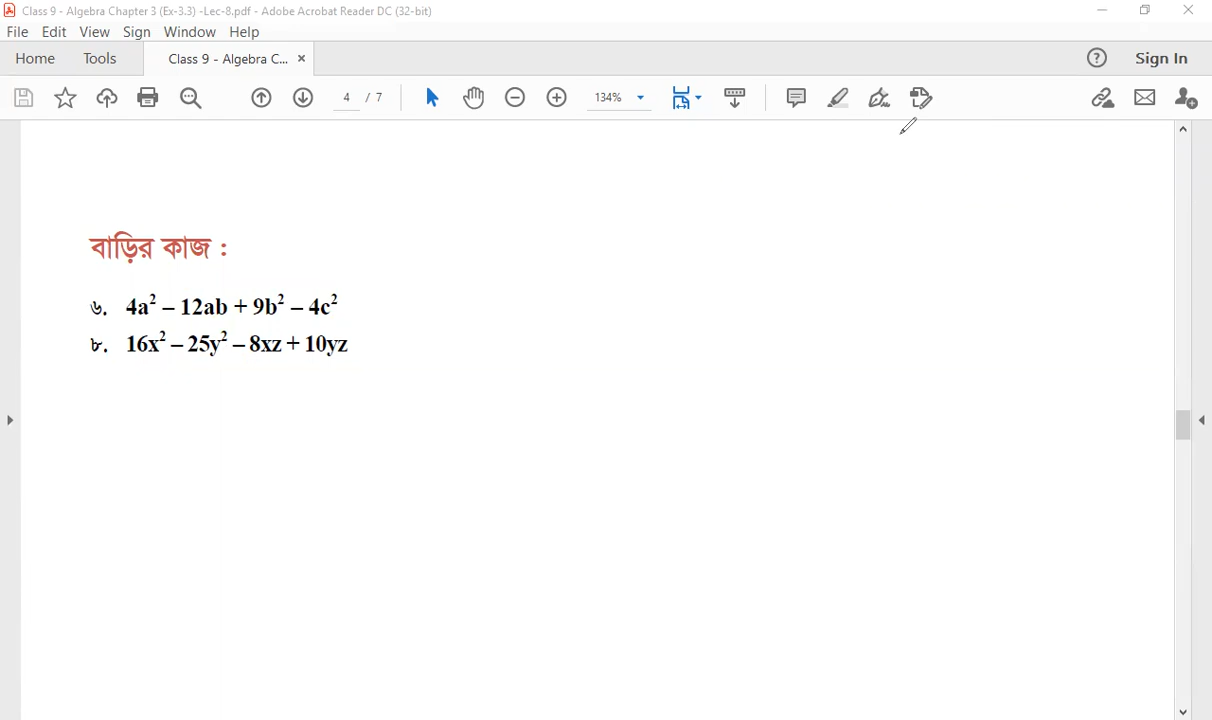 Class 9 - Algebra Chapter 3 (Ex-3.3) -Lec-8.pdf - Adobe Acrobat Reader DC (32-bit)
File Edit View Sign Window Help
Home Tools Class 9 - Algebra C... × Sign In
4 / 7 134%
বাড়ির কাজ :
৬. 4a² – 12ab + 9b² – 4c²
৮. 16x² – 25y² – 8xz + 10yz